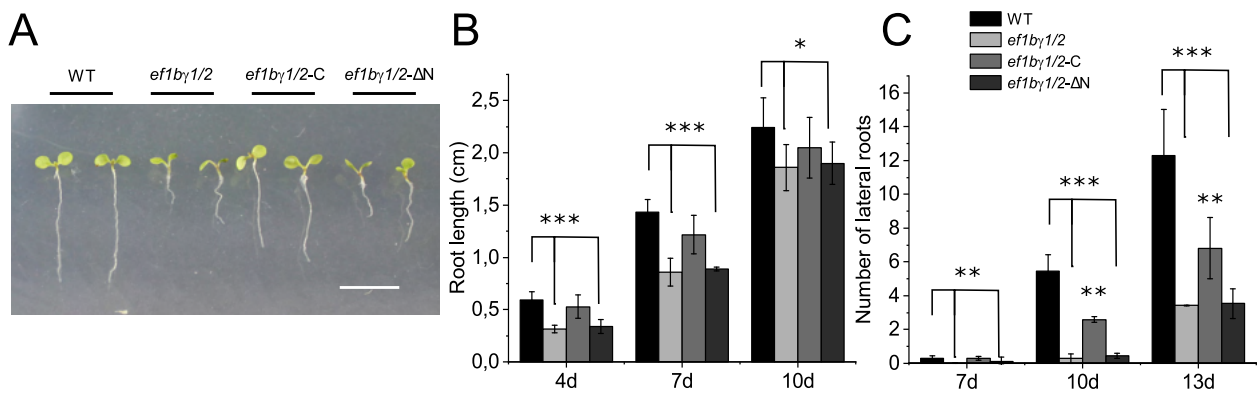 A
WT ef1bγ1/2 ef1bγ1/2-C ef1bγ1/2-ΔN
B
Root length (cm)
2,5
2,0
1,5
1,0
0,5
0,0
4d 7d 10d
***
***
*
C
WT
ef1bγ1/2
ef1bγ1/2-C
ef1bγ1/2-ΔN
Number of lateral roots
16
14
12
10
8
6
4
2
0
7d 10d 13d
**
***
**
***
**